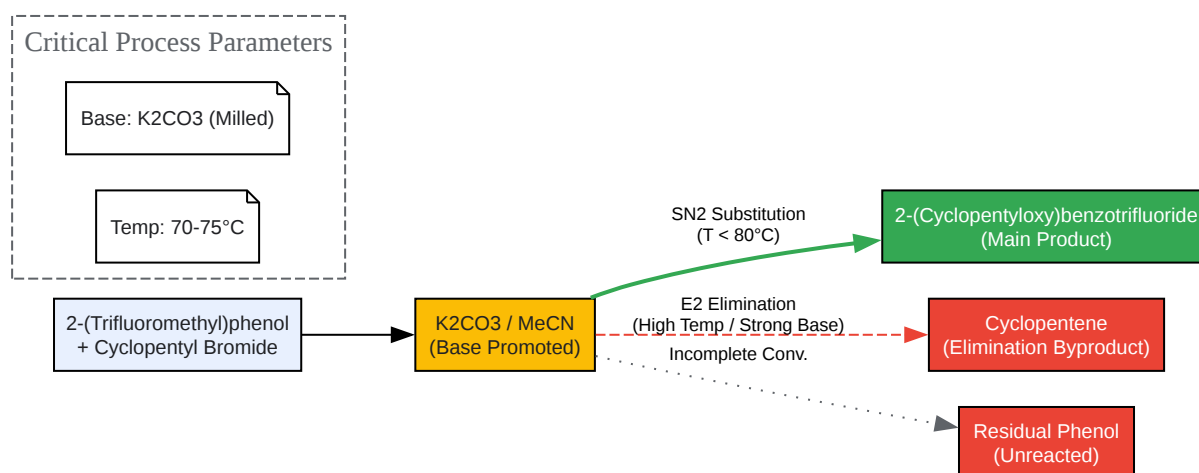 Critical Process Parameters
Base: K2CO3 (Milled)
Temp: 70-75°C
2-(Trifluoromethyl)phenol
+ Cyclopentyl Bromide
K2CO3 / MeCN
(Base Promoted)
SN2 Substitution
(T < 80°C)
E2 Elimination
(High Temp / Strong Base)
Incomplete Conv.
2-(Cyclopentyloxy)benzotrifluoride
(Main Product)
Cyclopentene
(Elimination Byproduct)
Residual Phenol
(Unreacted)